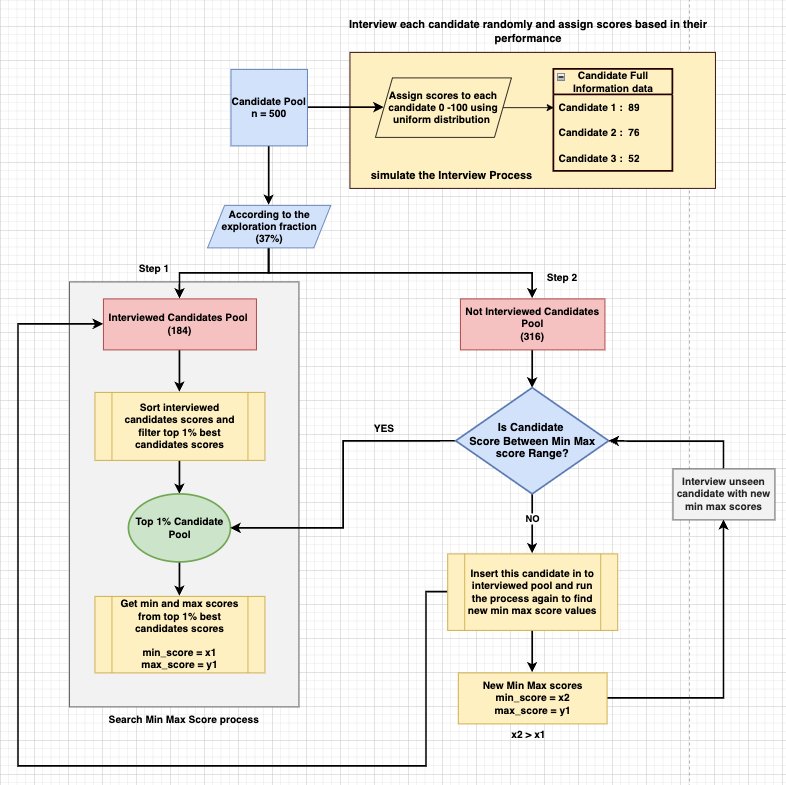 Interview each candidate randomly and assign scores based in their
performance
Candidate Pool
n = 500
Assign scores to each
candidate 0 -100 using
uniform distribution
Candidate Full
Information data
Candidate 1 : 89
Candidate 2 : 76
Candidate 3 : 52
simulate the Interview Process
According to the
exploration fraction
(37%)
Step 1
Step 2
Interviewed Candidates Pool
(184)
Not Interviewed Candidates
Pool
(316)
Sort interviewed
candidates scores and
filter top 1% best
candidates scores
Is Candidate
Score Between Min Max
score Range?
YES
Interview unseen
candidate with new
min max scores
Top 1% Candidate
Pool
NO
Get min and max scores
from top 1% best
candidates scores
min_score = x1
max_score = y1
Insert this candidate in to
interviewed pool and run
the process again to find
new min max score values
New Min Max scores
min_score = x2
max_score = y1
Search Min Max Score process
x2 > x1